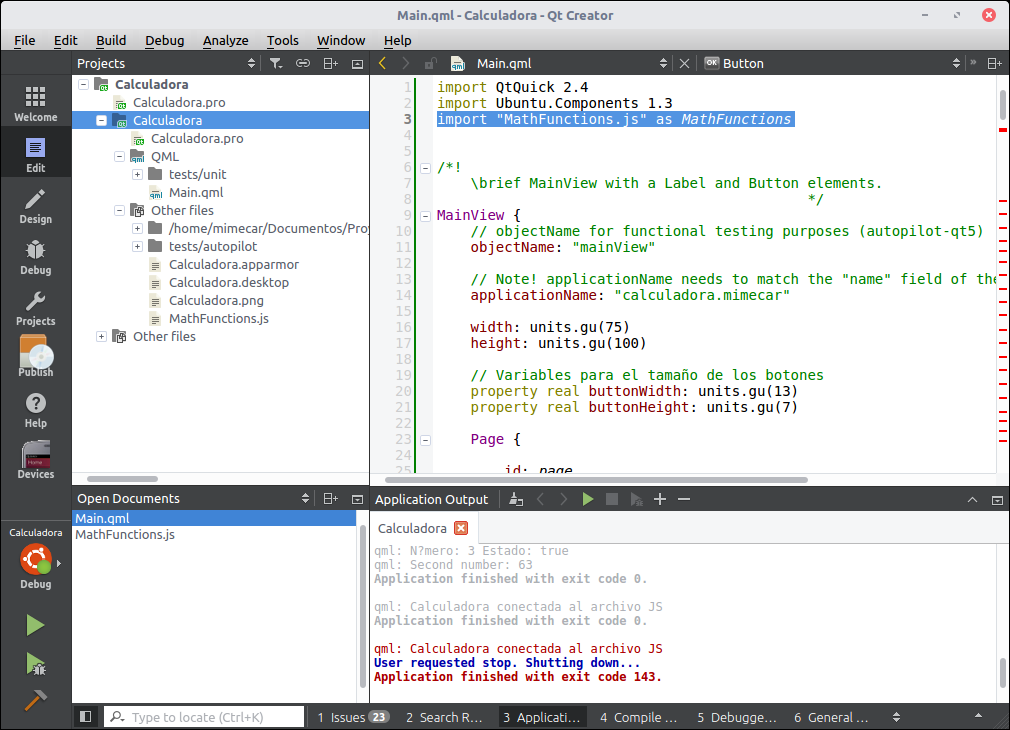 Main.qml - Calculadora - Qt Creator
File Edit Build Debug Analyze Tools Window Help
Projects
Main.qml
OK Button
Welcome
Edit
Design
Debug
Projects
Publish
Help
Devices
Calculadora
Debug
Calculadora
Calculadora.pro
Calculadora
Calculadora.pro
QML
tests/unit
Main.qml
Other files
/home/mimecar/Documentos/Proy
tests/autopilot
Calculadora.apparmor
Calculadora.desktop
Calculadora.png
MathFunctions.js
Other files
1 import QtQuick 2.4
2 import Ubuntu.Components 1.3
3 import "MathFunctions.js" as MathFunctions
4
5
6 /*!
7 \brief MainView with a Label and Button elements.
8 */
9 MainView {
10 // objectName for functional testing purposes (autopilot-qt5)
11 objectName: "mainView"
12
13 // Note! applicationName needs to match the "name" field of the
14 applicationName: "calculadora.mimecar"
15
16 width: units.gu(75)
17 height: units.gu(100)
18
19 // Variables para el tamaño de los botones
20 property real buttonWidth: units.gu(13)
21 property real buttonHeight: units.gu(7)
22
23 Page {
24
25 id: page
Open Documents
Main.qml
MathFunctions.js
Application Output
Calculadora
qml: N?mero: 3 Estado: true
qml: Second number: 63
Application finished with exit code 0.
qml: Calculadora conectada al archivo JS
Application finished with exit code 0.
qml: Calculadora conectada al archivo JS
User requested stop. Shutting down...
Application finished with exit code 143.
Type to locate (Ctrl+K)
1 Issues 23
2 Search R...
3 Applicati...
4 Compile ...
5 Debugge...
6 General ...